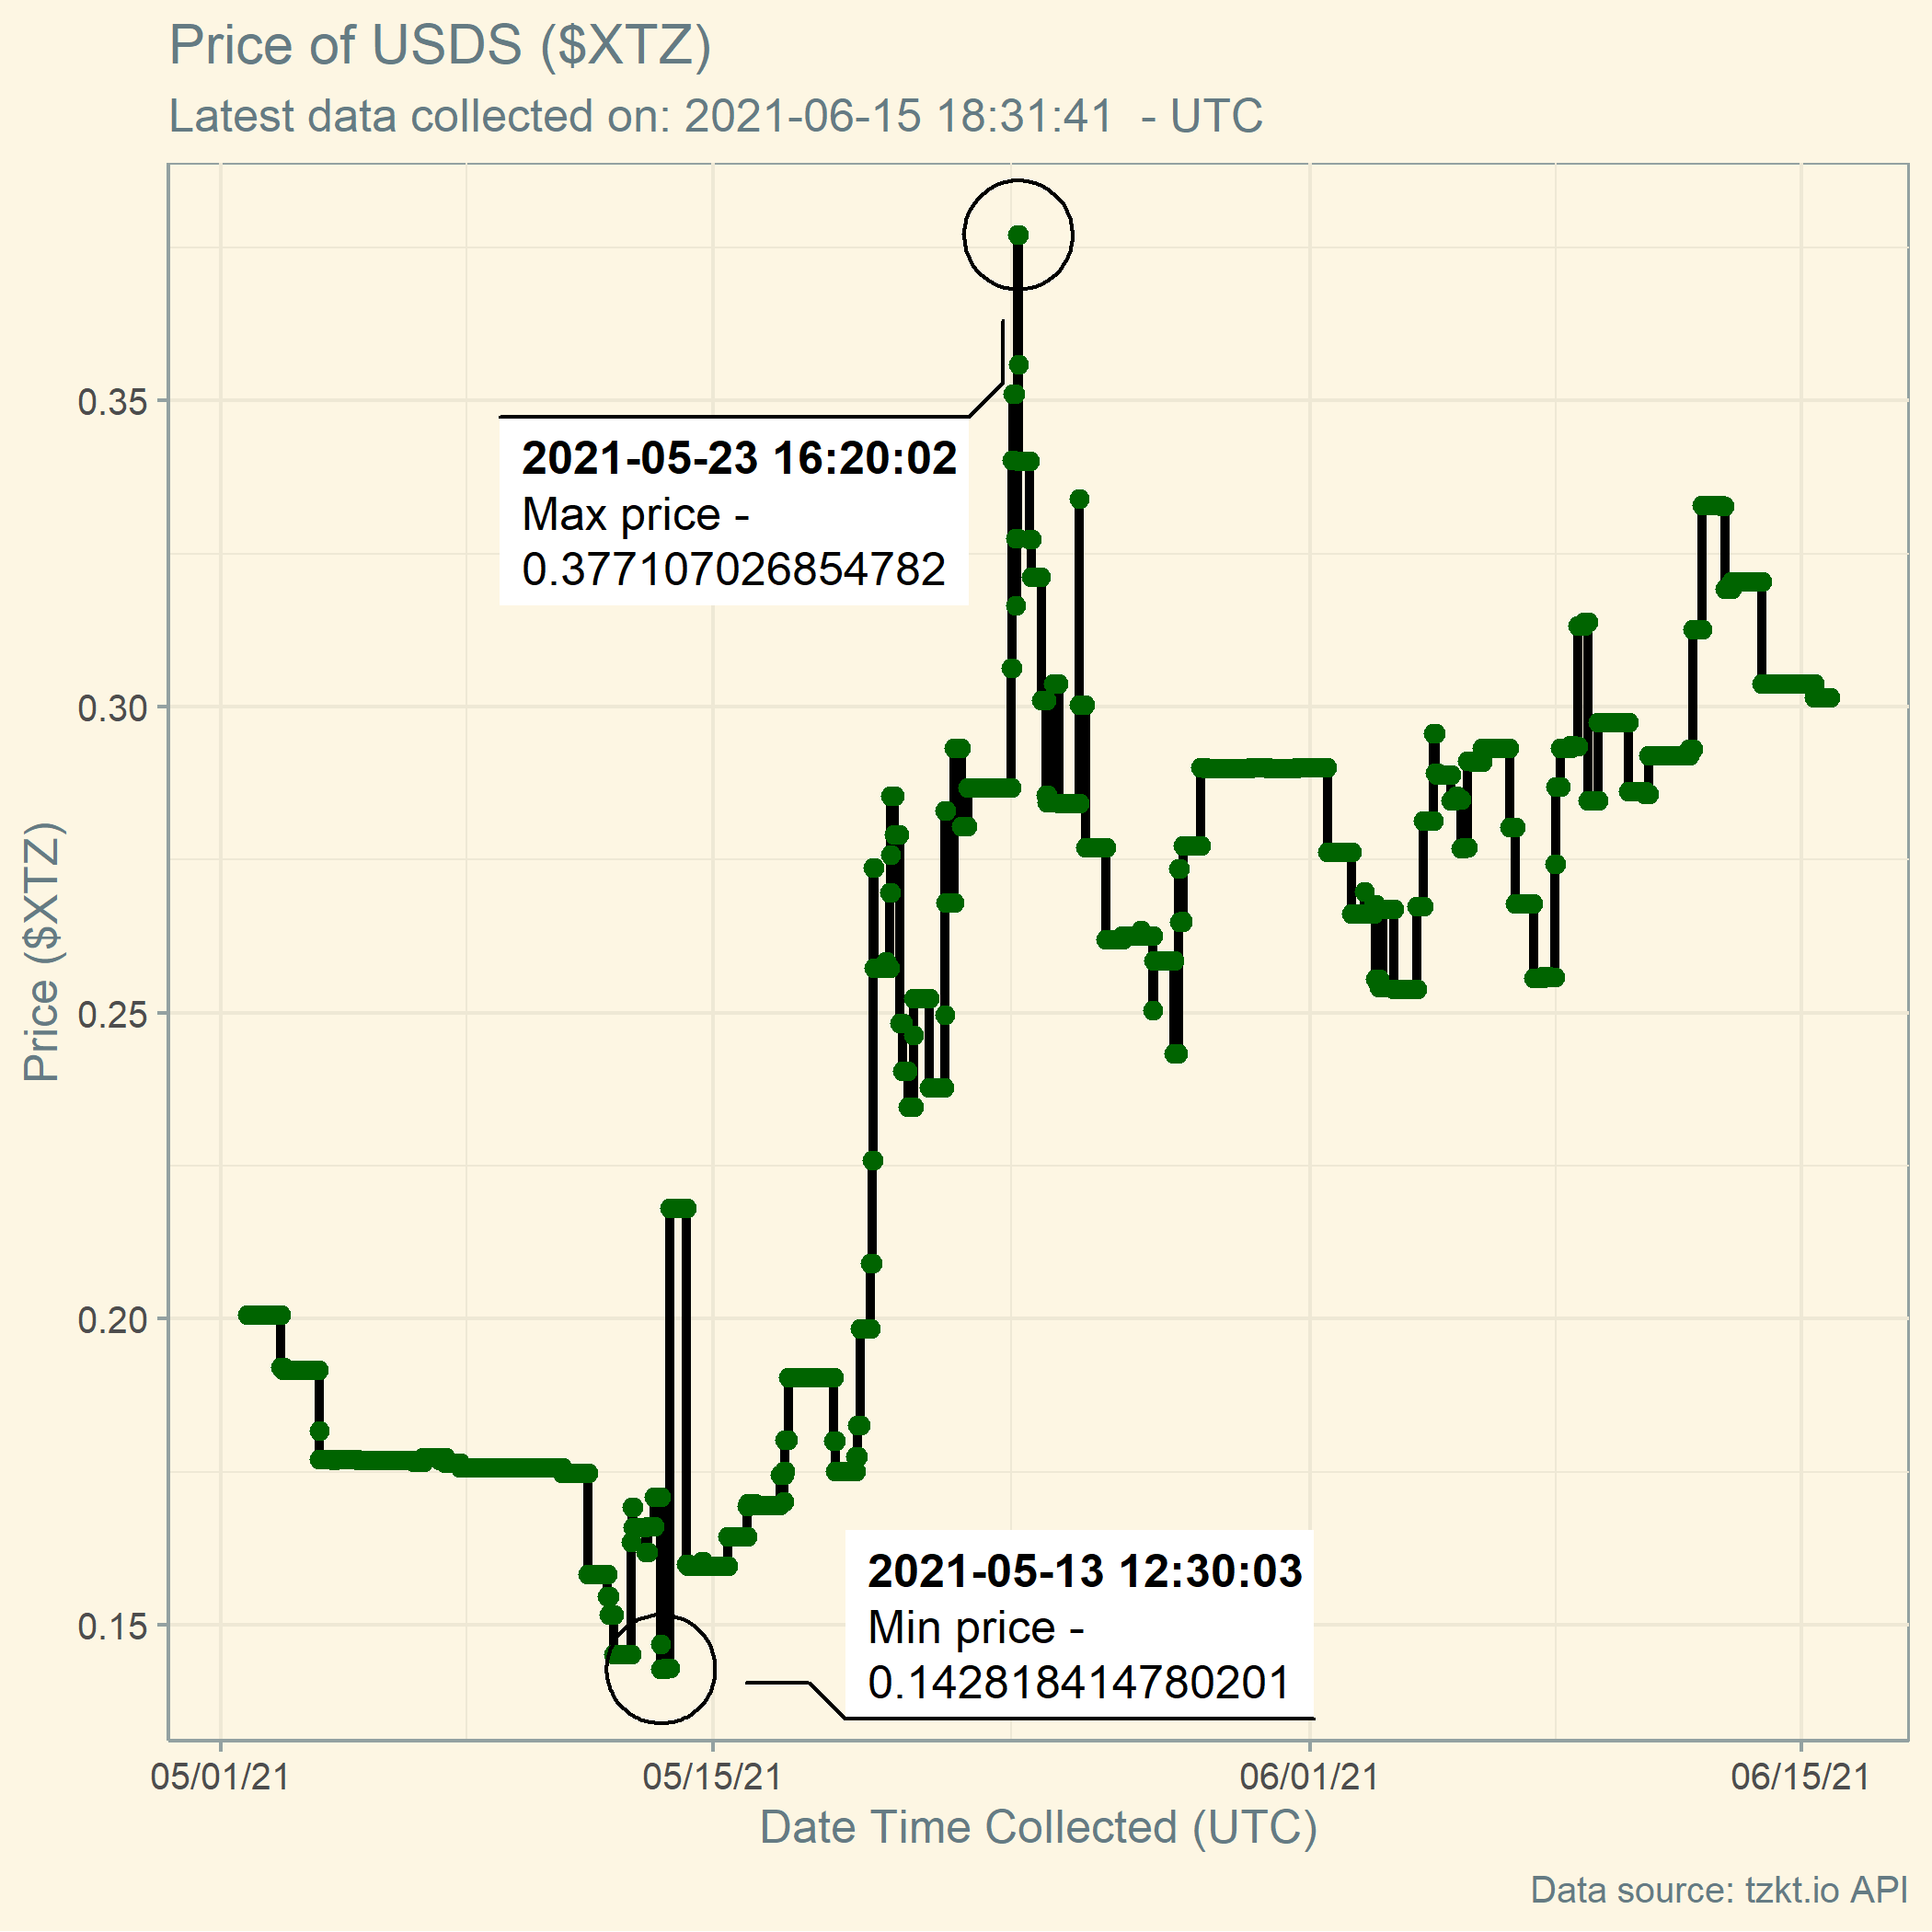 Price of USDS ($XTZ)
Latest data collected on: 2021-06-15 18:31:41  - UTC
Price ($XTZ)
0.35
0.30
0.25
0.20
0.15
2021-05-23 16:20:02
Max price -
0.377107026854782
2021-05-13 12:30:03
Min price -
0.142818414780201
05/01/21
05/15/21
06/01/21
06/15/21
Date Time Collected (UTC)
Data source: tzkt.io API